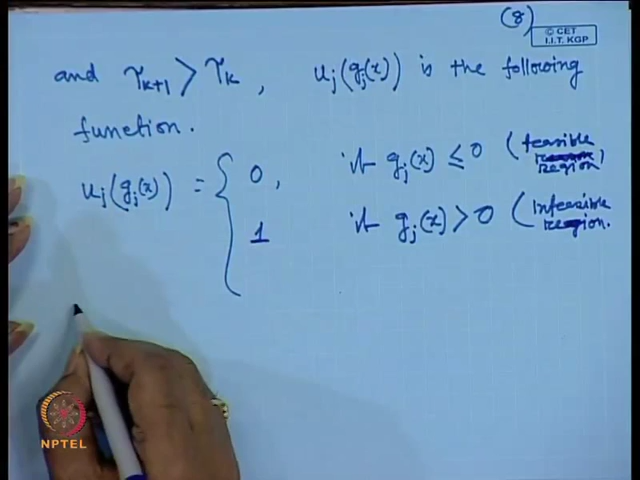 (8)
© CET
I.I.T. KGP
and r_{k+1} > r_k, u_j(g_j(x)) is the following
function.
u_j(g_j(x)) = { 0, if g_j(x) ≤ 0 (feasible region)
1 if g_j(x) > 0 (Infeasible region.
NPTEL